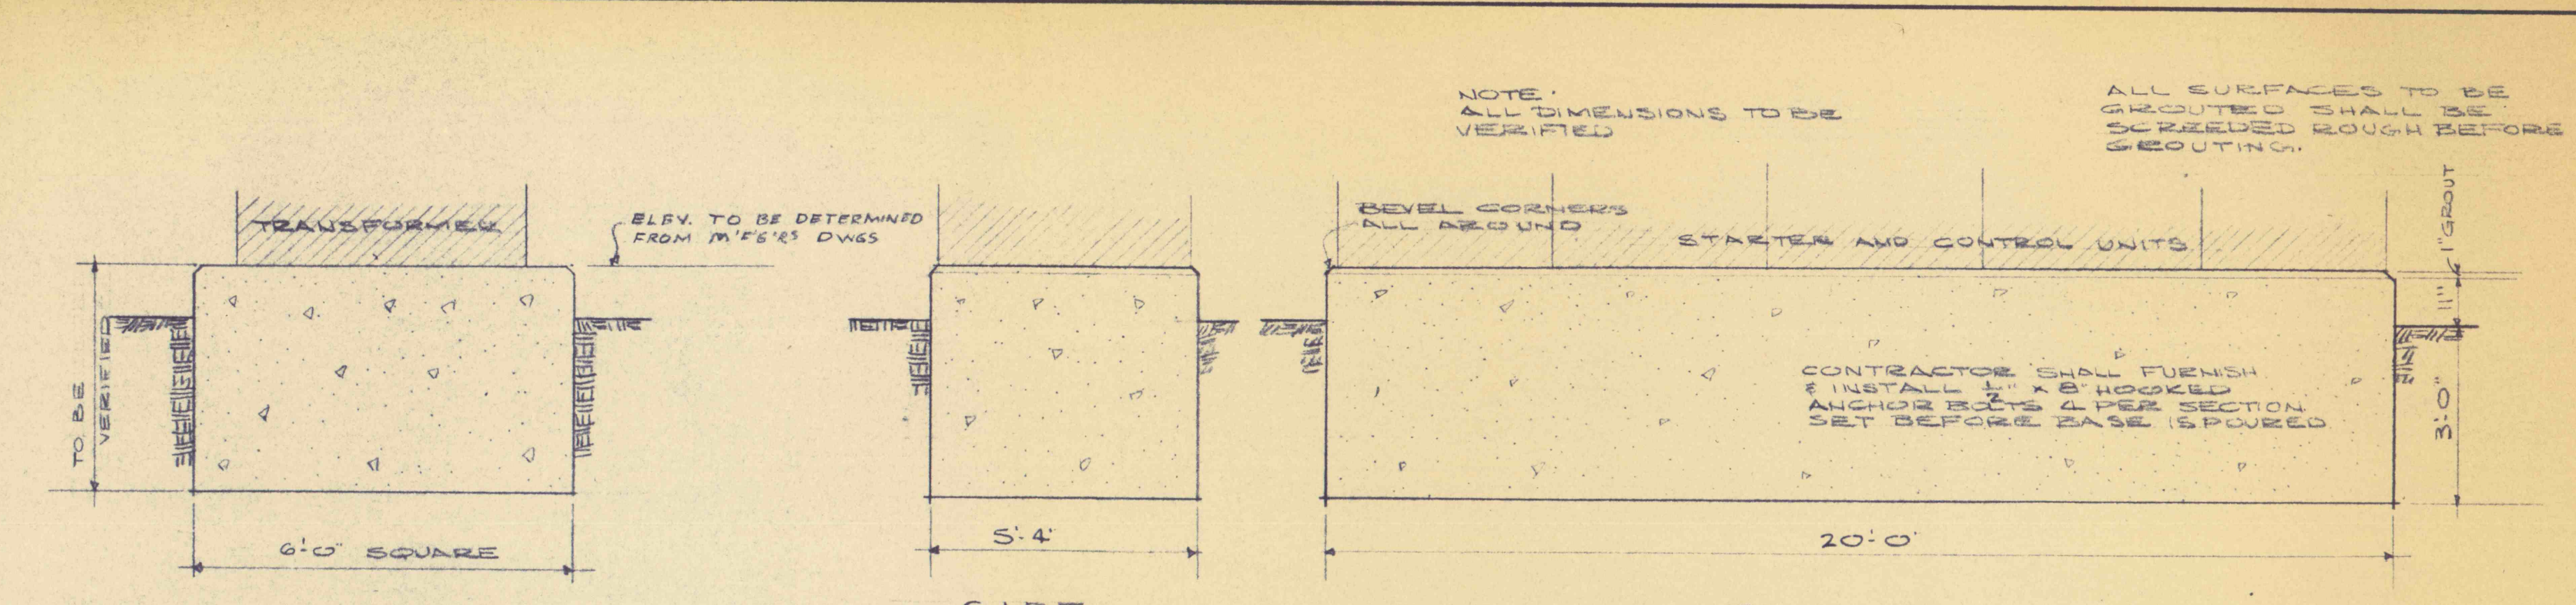 NOTE.
ALL DIMENSIONS TO BE
VERIFIED
ALL SURFACES TO BE
GROUTED SHALL BE
SCREEDED ROUGH BEFORE
GROUTING.
TRANSFORMER
ELEV. TO BE DETERMINED
FROM M'F'G'RS DWGS
BEVEL CORNERS
ALL AROUND
STARTER AND CONTROL UNITS
1" GROUT
11"
3'-0"
TO BE
VERIFIED
CONTRACTOR SHALL FURNISH
& INSTALL 1/2" x 8" HOOKED
ANCHOR BOLTS 4 PER SECTION
SET BEFORE BASE IS POURED
6'-0" SQUARE
5'-4"
20'-0"